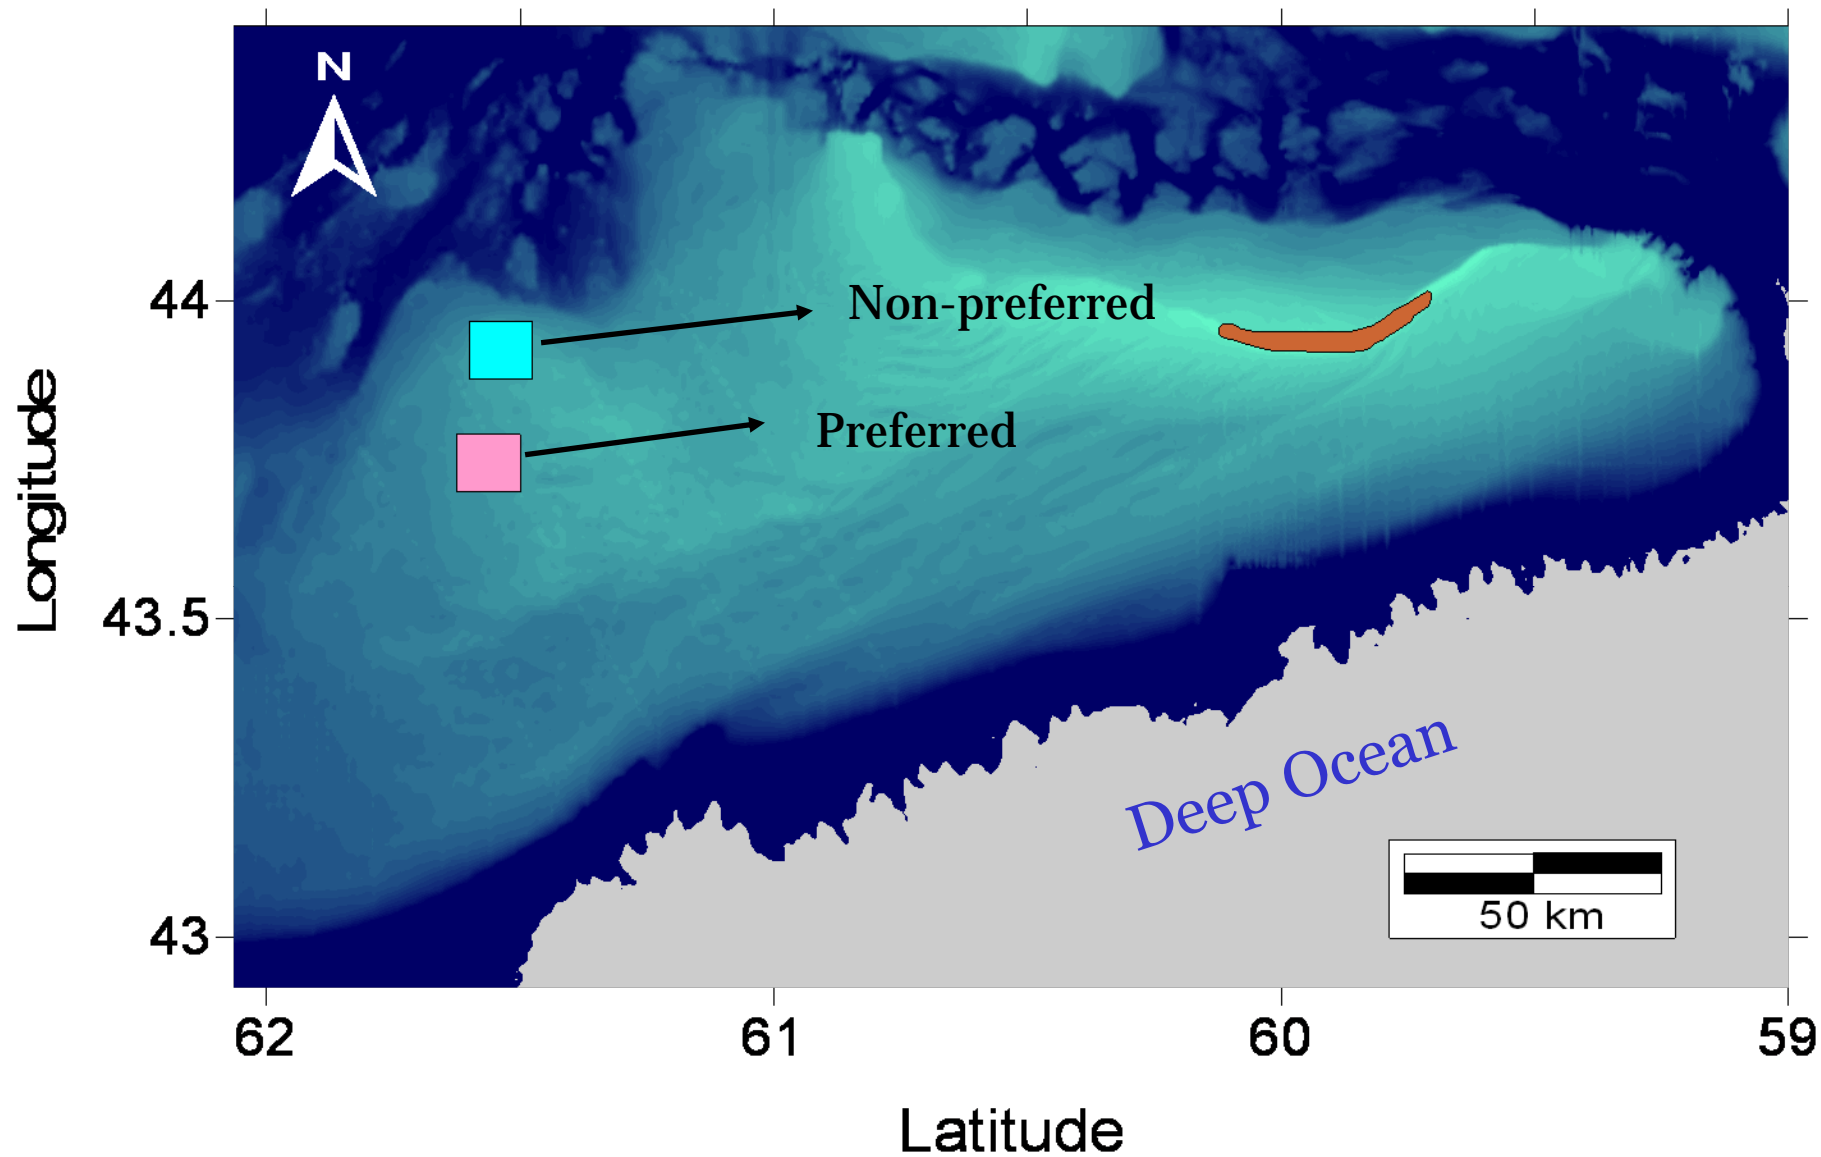 N
Non-preferred
Preferred
Deep Ocean
50 km
44
43.5
43
Longitude
62
61
60
59
Latitude